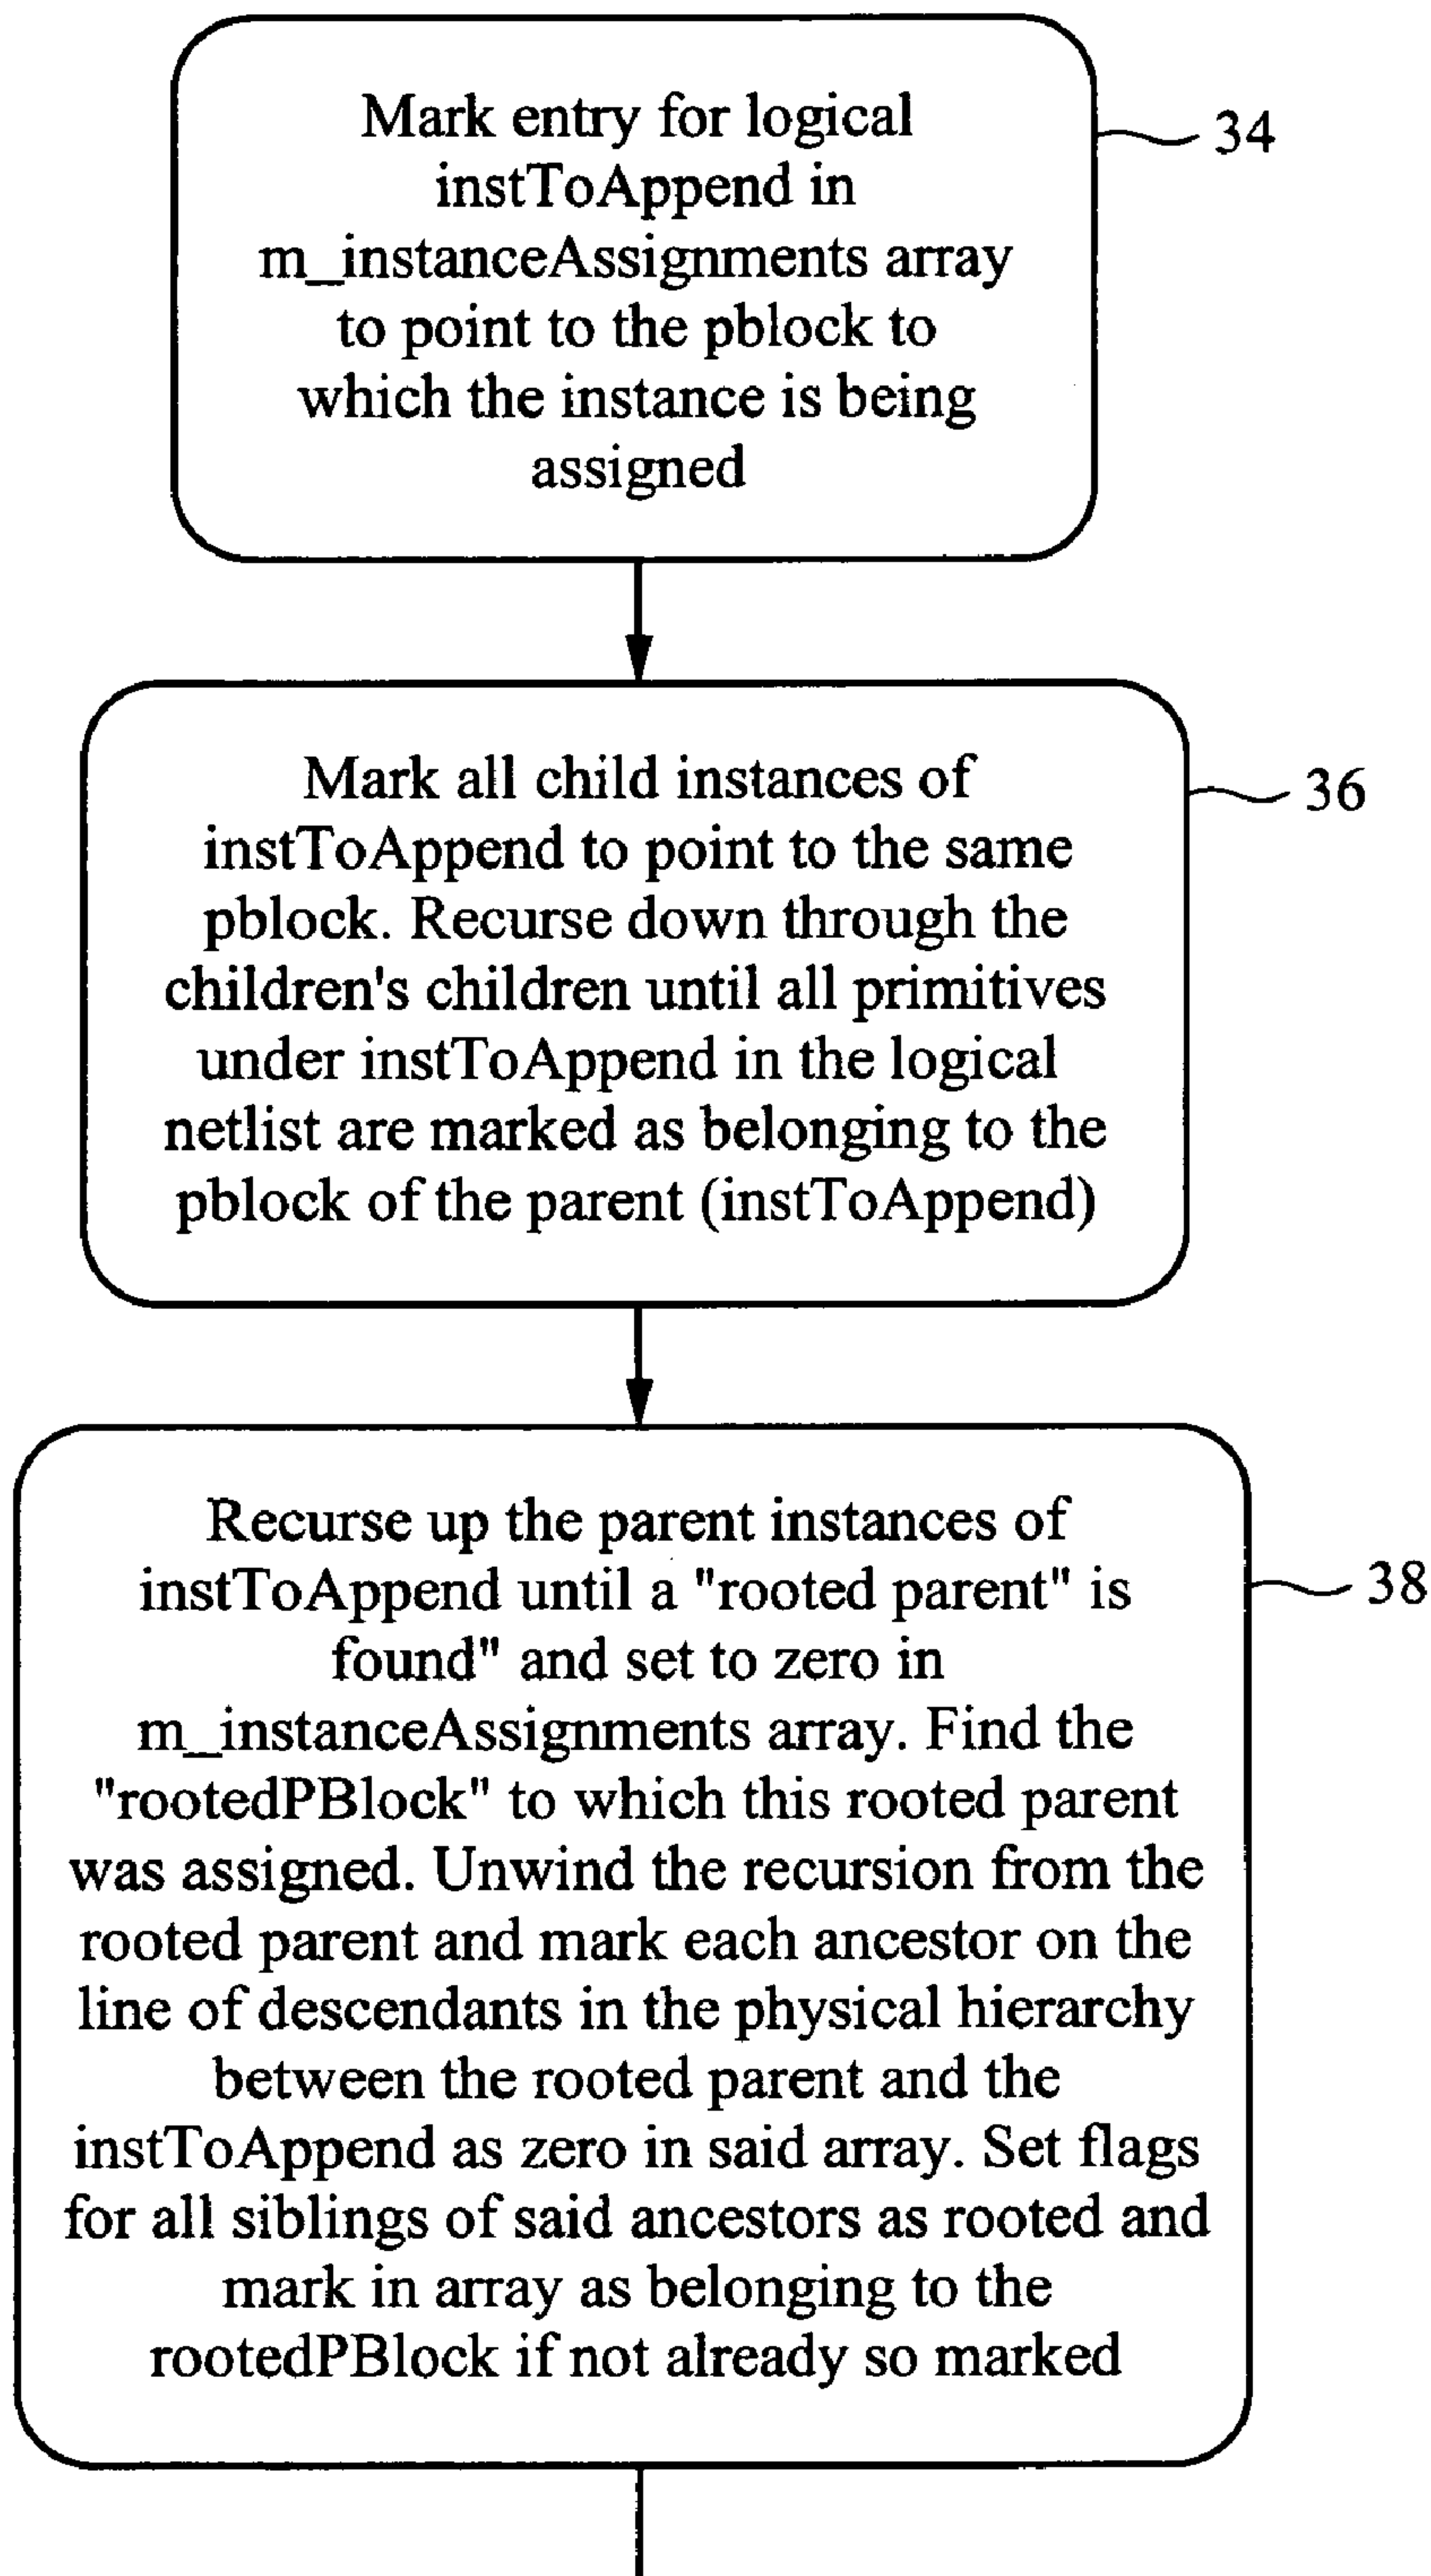 Mark entry for logical
instToAppend in
m_instanceAssignments array
to point to the pblock to
which the instance is being
assigned
34
Mark all child instances of
instToAppend to point to the same
pblock. Recurse down through the
children's children until all primitives
under instToAppend in the logical
netlist are marked as belonging to the
pblock of the parent (instToAppend)
36
Recurse up the parent instances of
instToAppend until a "rooted parent" is
found" and set to zero in
m_instanceAssignments array. Find the
"rootedPBlock" to which this rooted parent
was assigned. Unwind the recursion from the
rooted parent and mark each ancestor on the
line of descendants in the physical hierarchy
between the rooted parent and the
instToAppend as zero in said array. Set flags
for all siblings of said ancestors as rooted and
mark in array as belonging to the
rootedPBlock if not already so marked
38